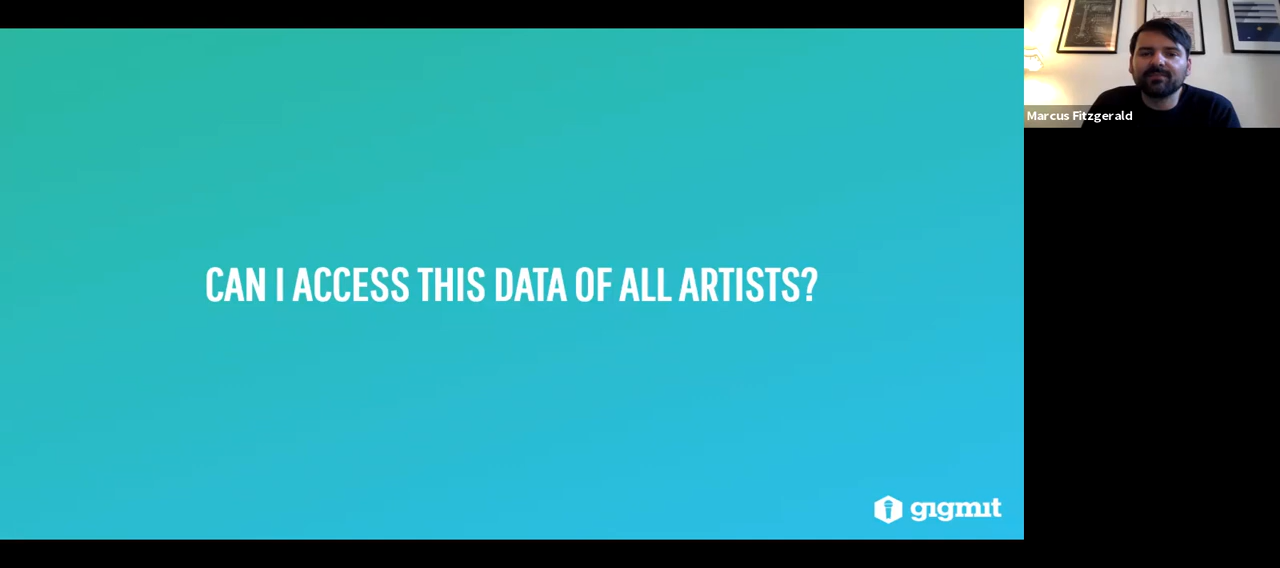 Marcus Fitzgerald
CAN I ACCESS THIS DATA OF ALL ARTISTS?
gigmit